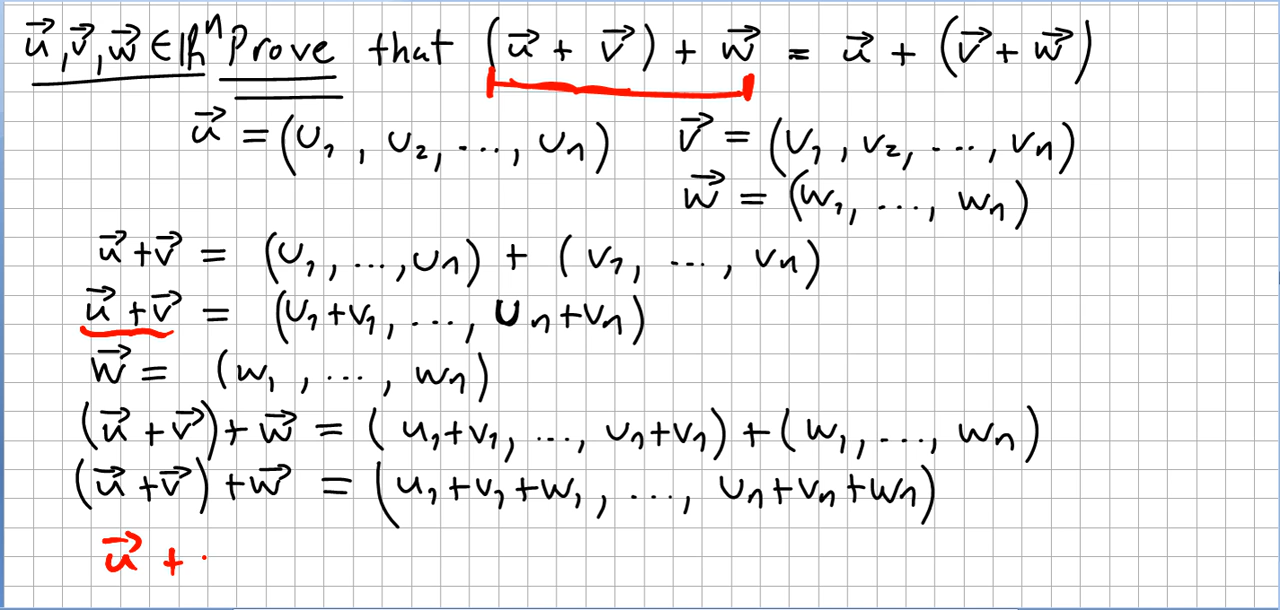 u⃗, v⃗, w⃗ ∈ ℝⁿ Prove that (u⃗ + v⃗) + w⃗ = u⃗ + (v⃗ + w⃗)
u⃗ = (u₁, u₂, ..., uₙ) v⃗ = (v₁, v₂, ..., vₙ)
w⃗ = (w₁, ..., wₙ)
u⃗ + v⃗ = (u₁, ..., uₙ) + (v₁, ..., vₙ)
u⃗ + v⃗ = (u₁+v₁, ..., uₙ+vₙ)
w⃗ = (w₁, ..., wₙ)
(u⃗ + v⃗) + w⃗ = (u₁+v₁, ..., uₙ+vₙ) + (w₁, ..., wₙ)
(u⃗ + v⃗) + w⃗ = (u₁+v₁+w₁, ..., uₙ+vₙ+wₙ)
u⃗ +